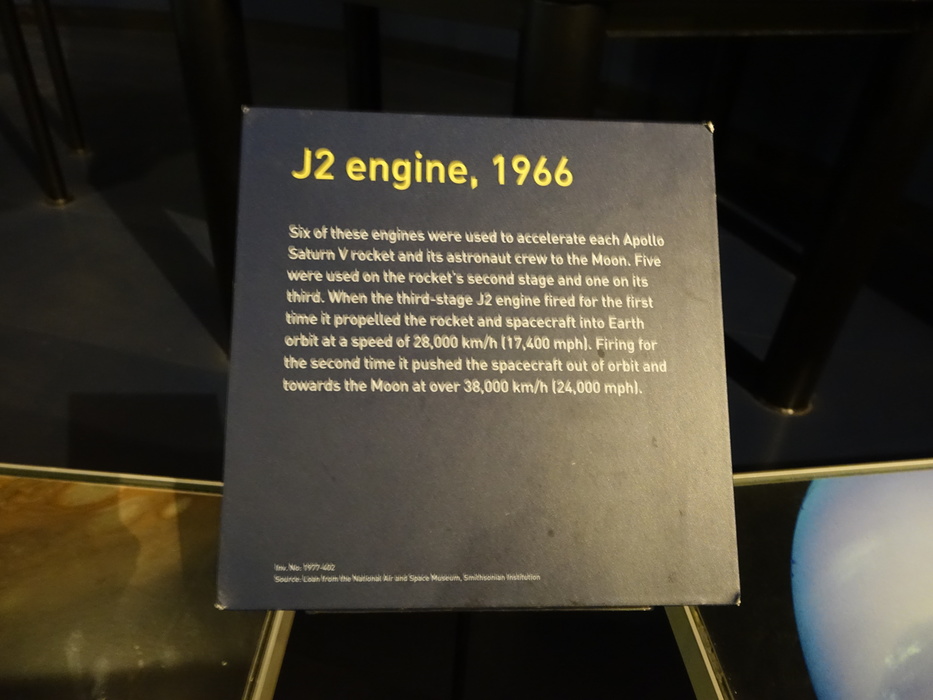 J2 engine, 1966
Six of these engines were used to accelerate each Apollo
Saturn V rocket and its astronaut crew to the Moon. Five
were used on the rocket's second stage and one on its
third. When the third-stage J2 engine fired for the first
time it propelled the rocket and spacecraft into Earth
orbit at a speed of 28,000 km/h (17,400 mph). Firing for
the second time it pushed the spacecraft out of orbit and
towards the Moon at over 38,000 km/h (24,000 mph).
Inv. No: 1977-402
Source: Loan from the National Air and Space Museum, Smithsonian Institution